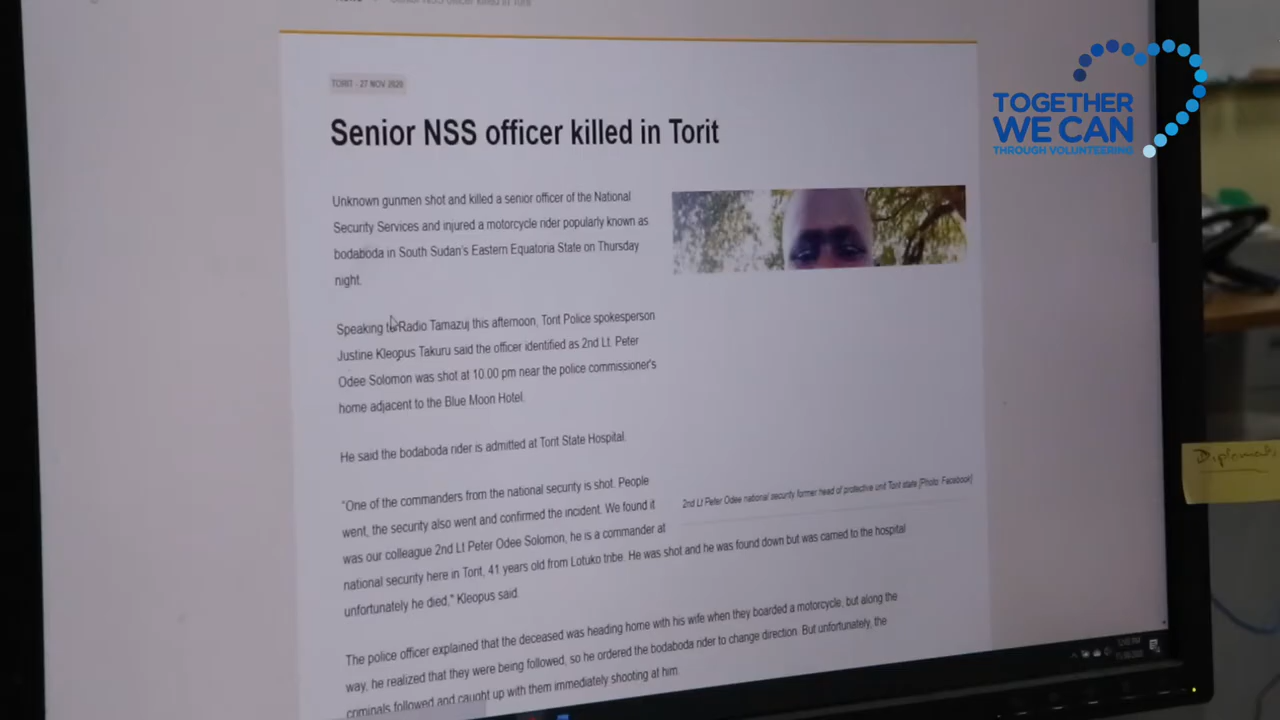 TORIT - 27 NOV 2020
Senior NSS officer killed in Torit
Unknown gunmen shot and killed a senior officer of the National
Security Services and injured a motorcycle rider popularly known as
bodaboda in South Sudan's Eastern Equatoria State on Thursday
night.
Speaking to Radio Tamazuj this afternoon, Torit Police spokesperson
Justine Kleopus Takuru said the officer identified as 2nd Lt. Peter
Odee Solomon was shot at 10.00 pm near the police commissioner's
home adjacent to the Blue Moon Hotel.
He said the bodaboda rider is admitted at Torit State Hospital.
"One of the commanders from the national security is shot. People
went, the security also went and confirmed the incident. We found it
was our colleague 2nd Lt Peter Odee Solomon, he is a commander at
national security here in Torit, 41 years old from Lotuko tribe. He was shot and he was found down but was carried to the hospital
unfortunately he died," Kleopus said.
2nd Lt Peter Odee national security former head of protective unit Torit state [Photo: Facebook]
The police officer explained that the deceased was heading home with his wife when they boarded a motorcycle, but along the
way, he realized that they were being followed, so he ordered the bodaboda rider to change direction. But unfortunately, the
criminals followed and caught up with them immediately shooting at him.
TOGETHER
WE CAN
THROUGH VOLUNTEERING